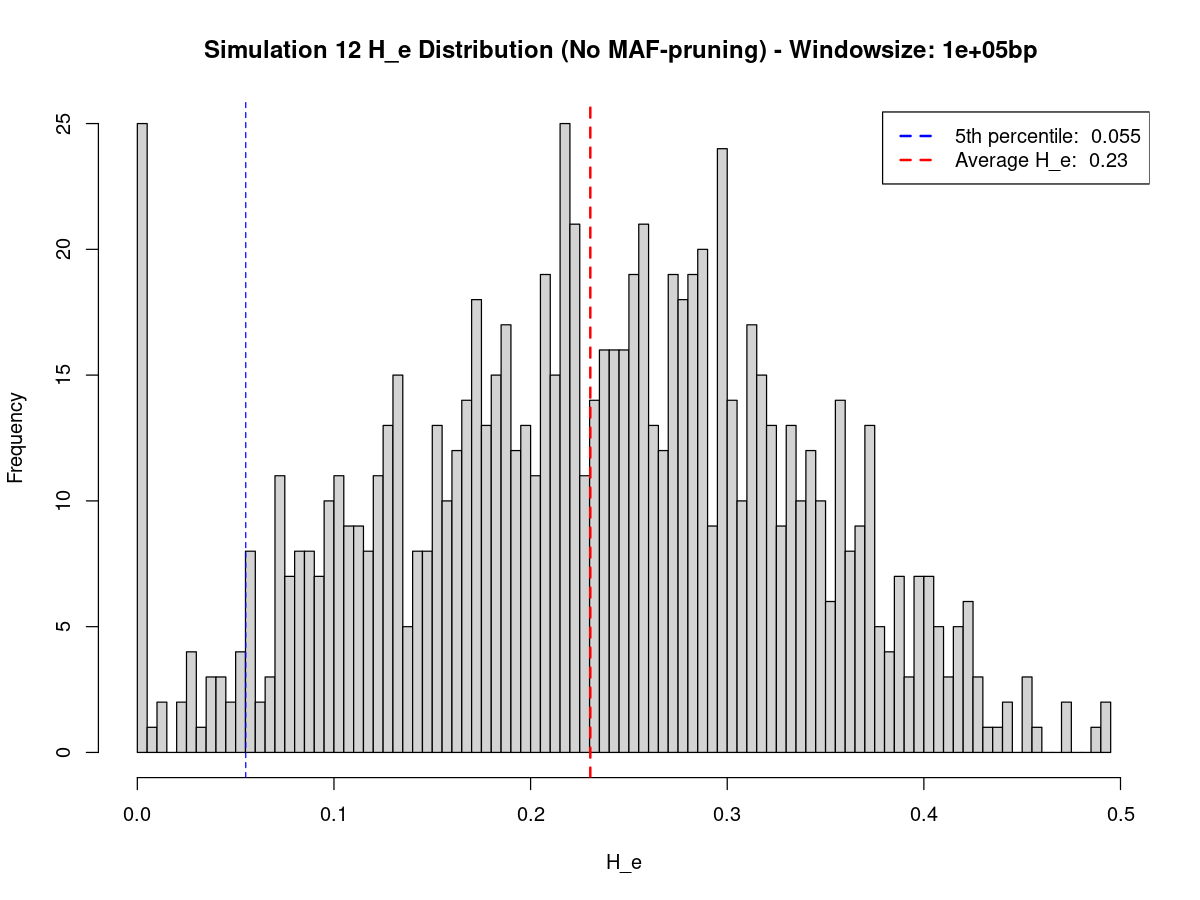 Simulation 12 H_e Distribution (No MAF-pruning) - Windowsize: 1e+05bp
5th percentile:  0.055
Average H_e:  0.23
Frequency
25
20
15
10
5
0
0.0 0.1 0.2 0.3 0.4 0.5
H_e